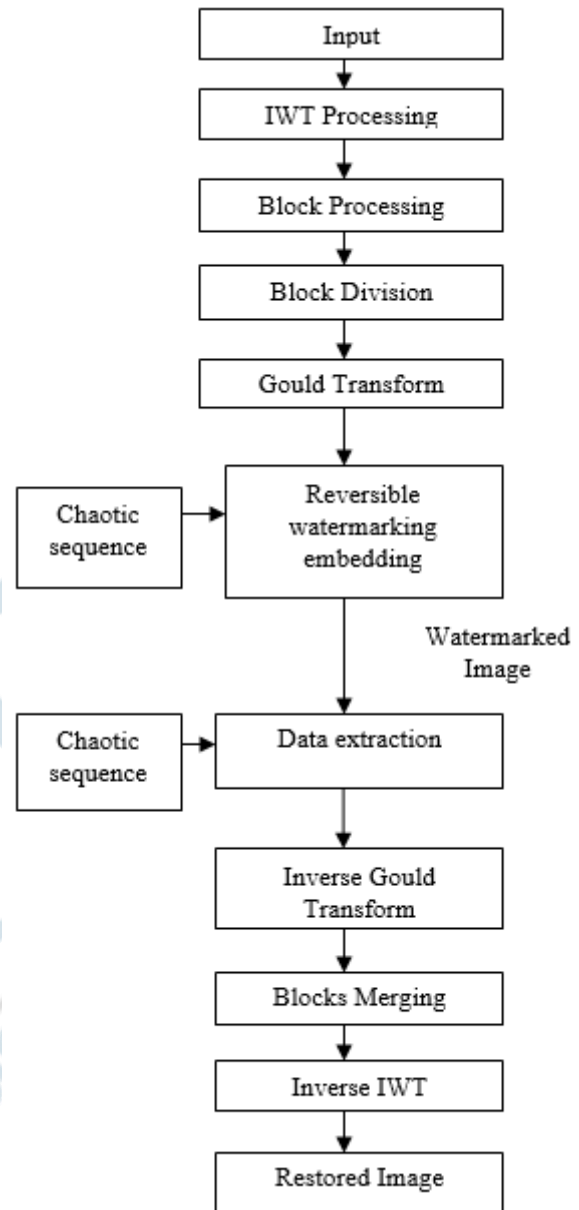 Input
IWT Processing
Block Processing
Block Division
Gould Transform
Chaotic
sequence
Reversible
watermarking
embedding
Watermarked
Image
Chaotic
sequence
Data extraction
Inverse Gould
Transform
Blocks Merging
Inverse IWT
Restored Image